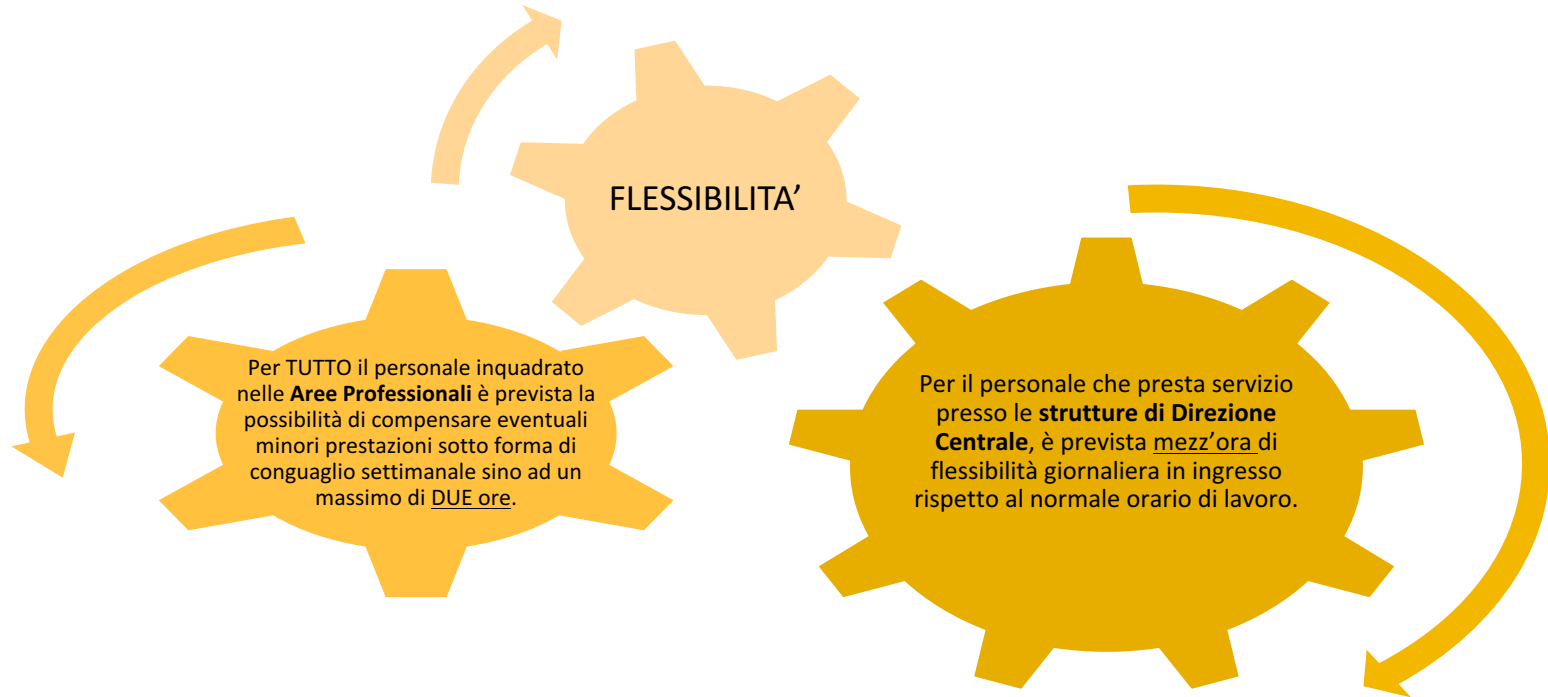 FLESSIBILITA’
Per TUTTO il personale inquadrato
nelle Aree Professionali è prevista la
possibilità di compensare eventuali
minori prestazioni sotto forma di
conguaglio settimanale sino ad un
massimo di DUE ore.
Per il personale che presta servizio
presso le strutture di Direzione
Centrale, è prevista mezz’ora di
flessibilità giornaliera in ingresso
rispetto al normale orario di lavoro.